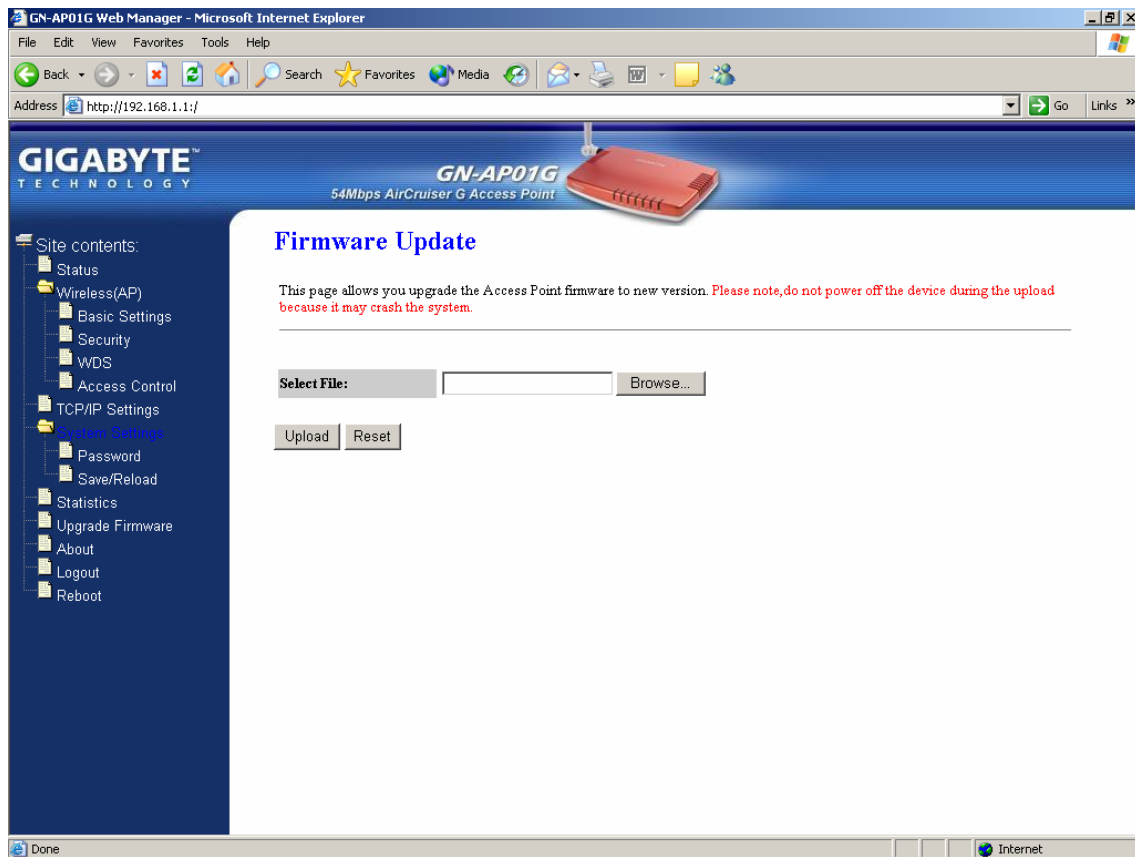 GN-AP01G Web Manager - Microsoft Internet Explorer
File Edit View Favorites Tools Help
Back Search Favorites Media
Address http://192.168.1.1:/ Go Links »
GIGABYTE™
TECHNOLOGY
GN-AP01G
54Mbps AirCruiser G Access Point
Site contents:
Status
Wireless(AP)
Basic Settings
Security
WDS
Access Control
TCP/IP Settings
System Settings
Password
Save/Reload
Statistics
Upgrade Firmware
About
Logout
Reboot
Firmware Update
This page allows you upgrade the Access Point firmware to new version. Please note,do not power off the device during the upload
because it may crash the system.
Select File: Browse...
Upload Reset
Done Internet